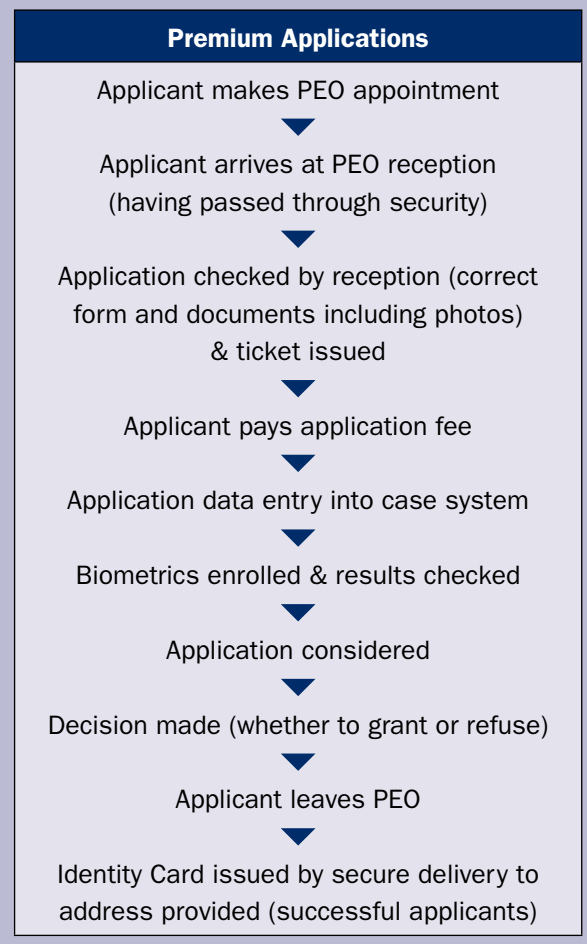 Premium Applications
Applicant makes PEO appointment
Applicant arrives at PEO reception
(having passed through security)
Application checked by reception (correct
form and documents including photos)
& ticket issued
Applicant pays application fee
Application data entry into case system
Biometrics enrolled & results checked
Application considered
Decision made (whether to grant or refuse)
Applicant leaves PEO
Identity Card issued by secure delivery to
address provided (successful applicants)